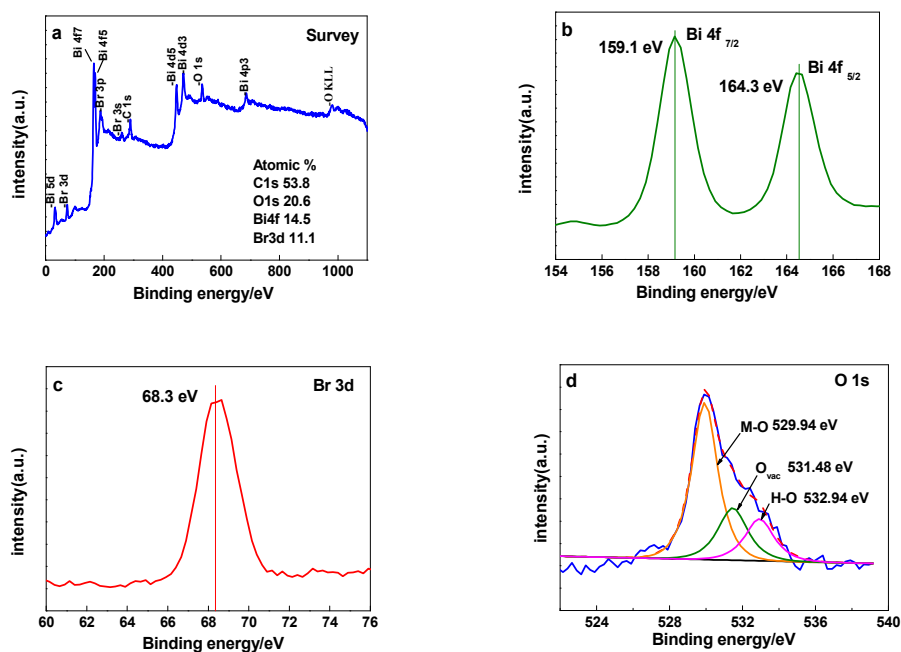 a
Survey
Bi 4f7
Bi 4f5
Br 3p
-Br 3s
-C 1s
-Bi 4d5
Bi 4d3
-O 1s
Bi 4p3
-O KLL
-Bi 5d
-Br 3d
Atomic %
C1s 53.8
O1s 20.6
Bi4f 14.5
Br3d 11.1
intensity(a.u.)
0 200 400 600 800 1000
Binding energy/eV
b
159.1 eV
Bi 4f 7/2
164.3 eV
Bi 4f 5/2
intensity(a.u.)
154 156 158 160 162 164 166 168
Binding energy/eV
c
Br 3d
68.3 eV
intensity(a.u.)
60 62 64 66 68 70 72 74 76
Binding energy/eV
d
O 1s
M-O 529.94 eV
Ovac 531.48 eV
H-O 532.94 eV
intensity(a.u.)
524 528 532 536 540
Binding energy/eV